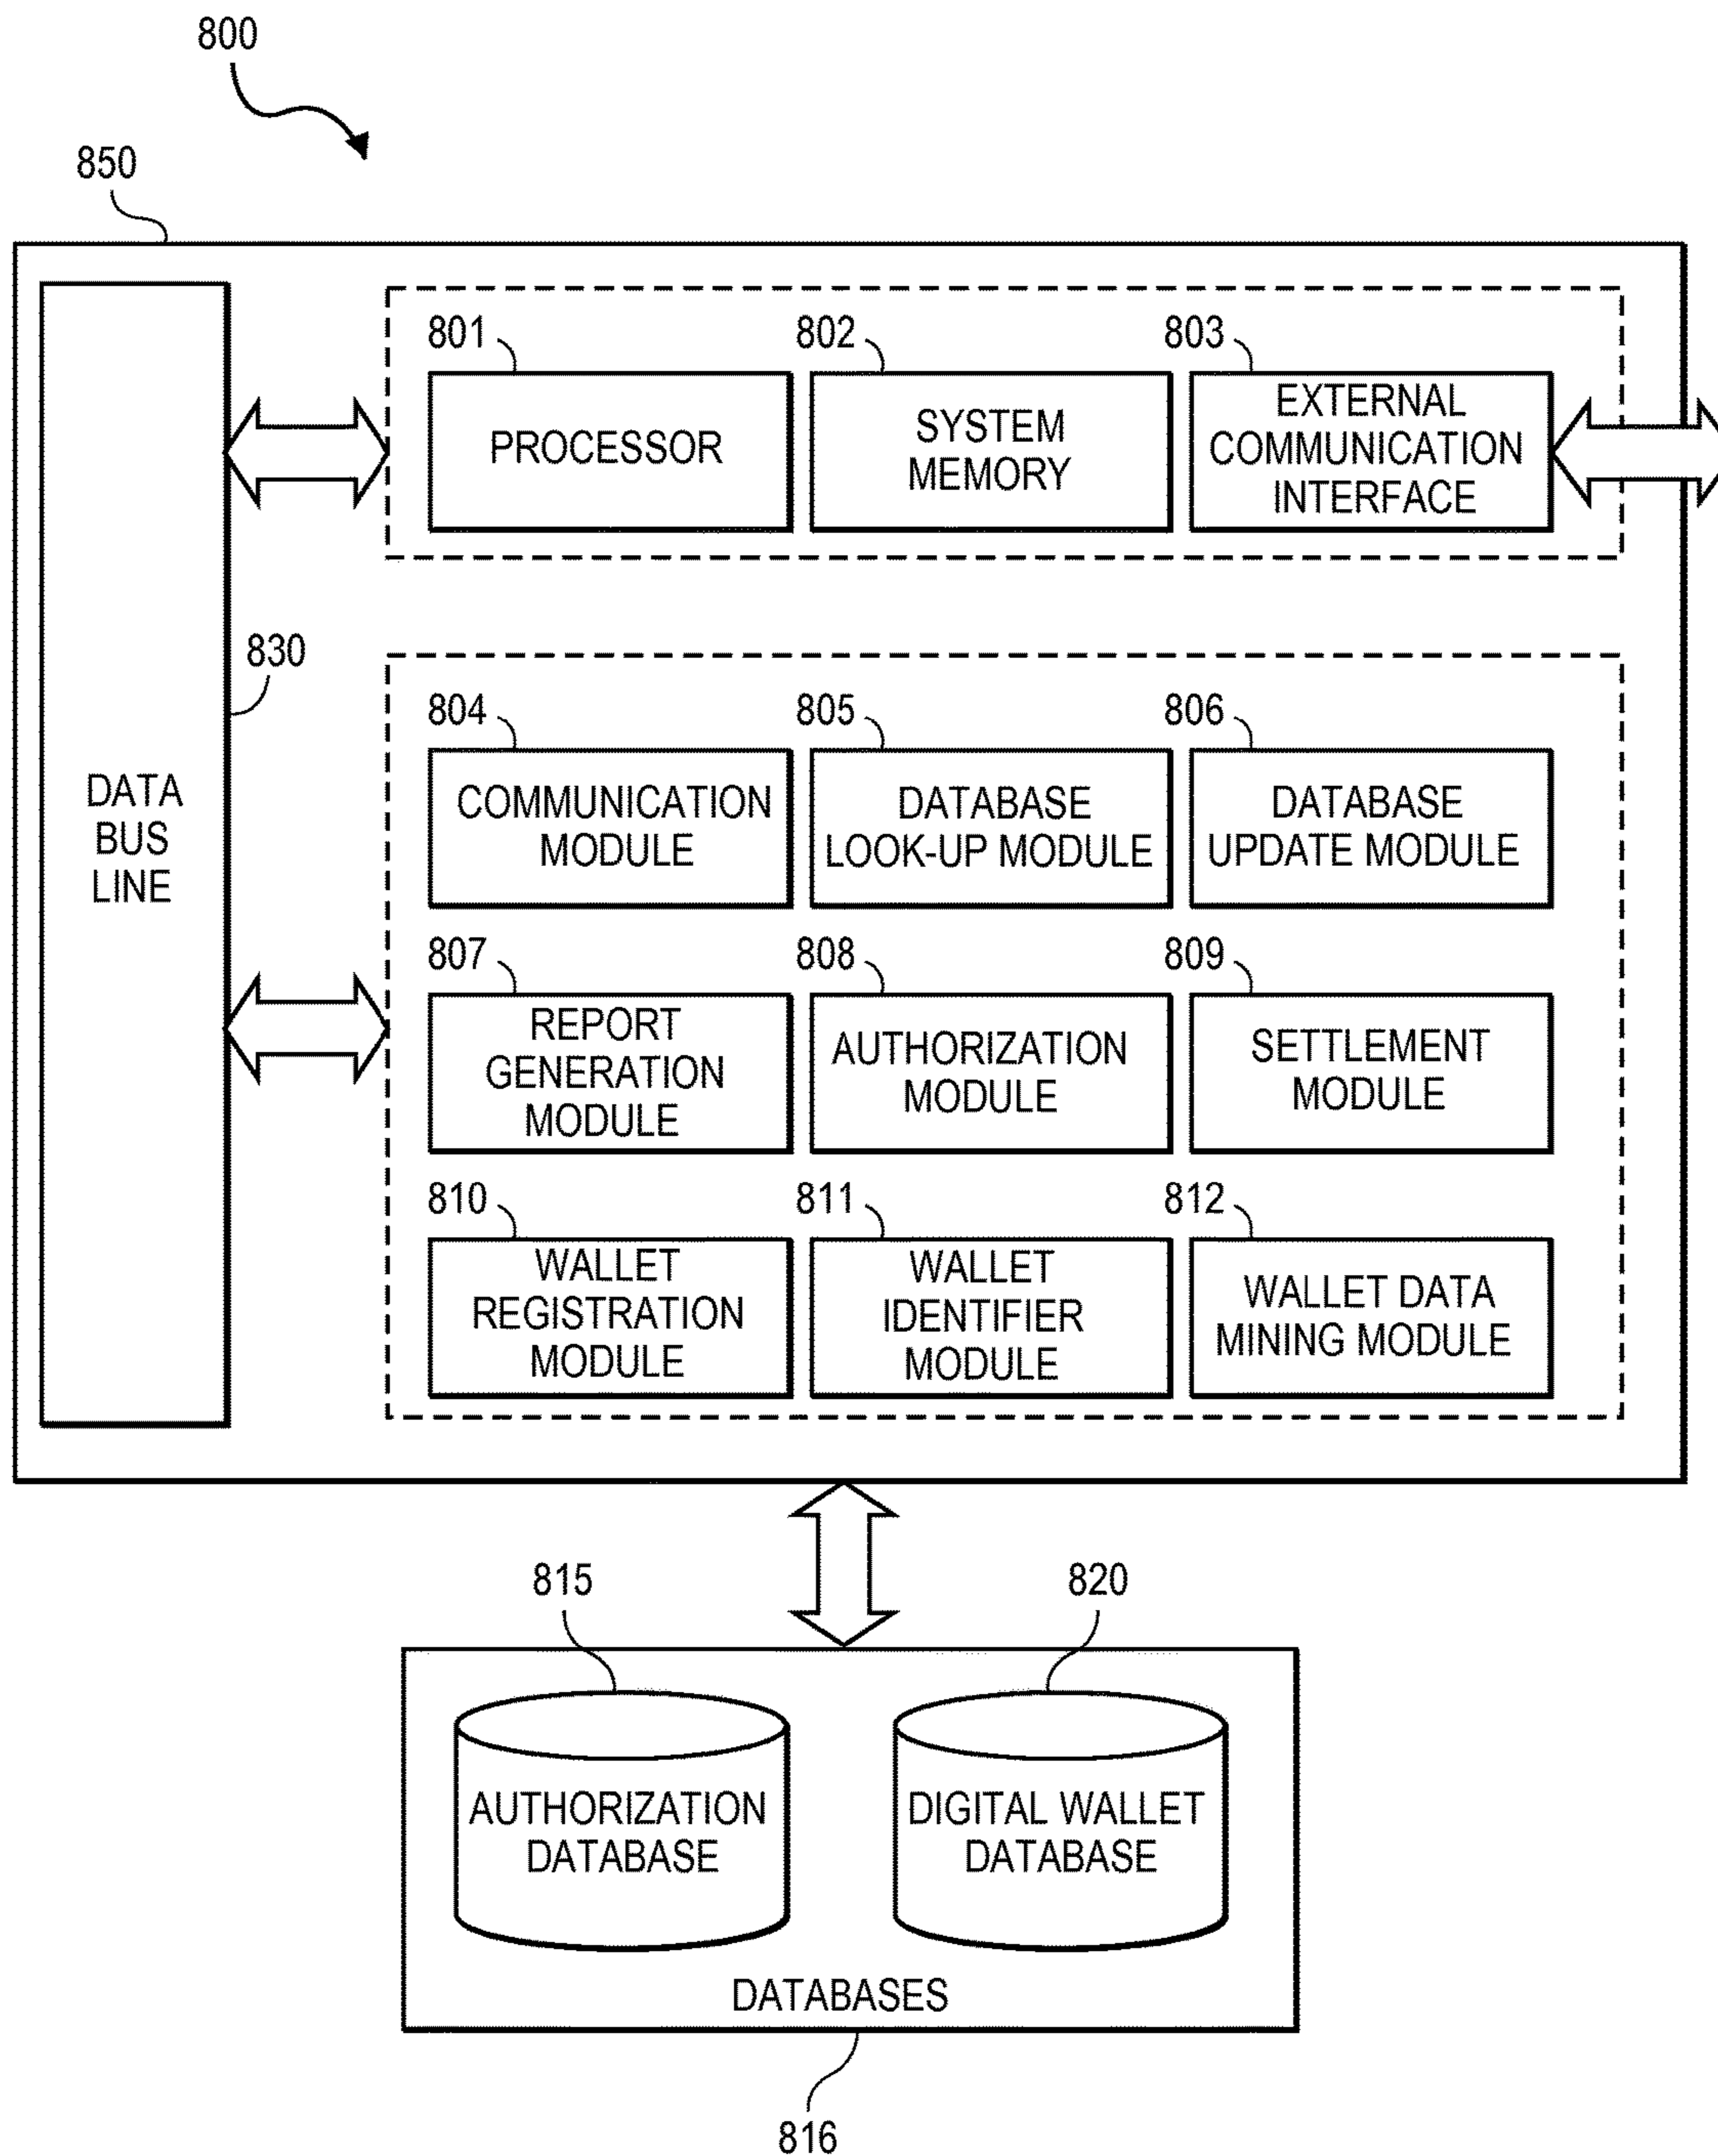 800
850
801
802
803
PROCESSOR
SYSTEM
MEMORY
EXTERNAL
COMMUNICATION
INTERFACE
830
DATA
BUS
LINE
804
805
806
COMMUNICATION
MODULE
DATABASE
LOOK-UP MODULE
DATABASE
UPDATE MODULE
807
808
809
REPORT
GENERATION
MODULE
AUTHORIZATION
MODULE
SETTLEMENT
MODULE
810
811
812
WALLET
REGISTRATION
MODULE
WALLET
IDENTIFIER
MODULE
WALLET DATA
MINING MODULE
815
820
AUTHORIZATION
DATABASE
DIGITAL WALLET
DATABASE
DATABASES
816